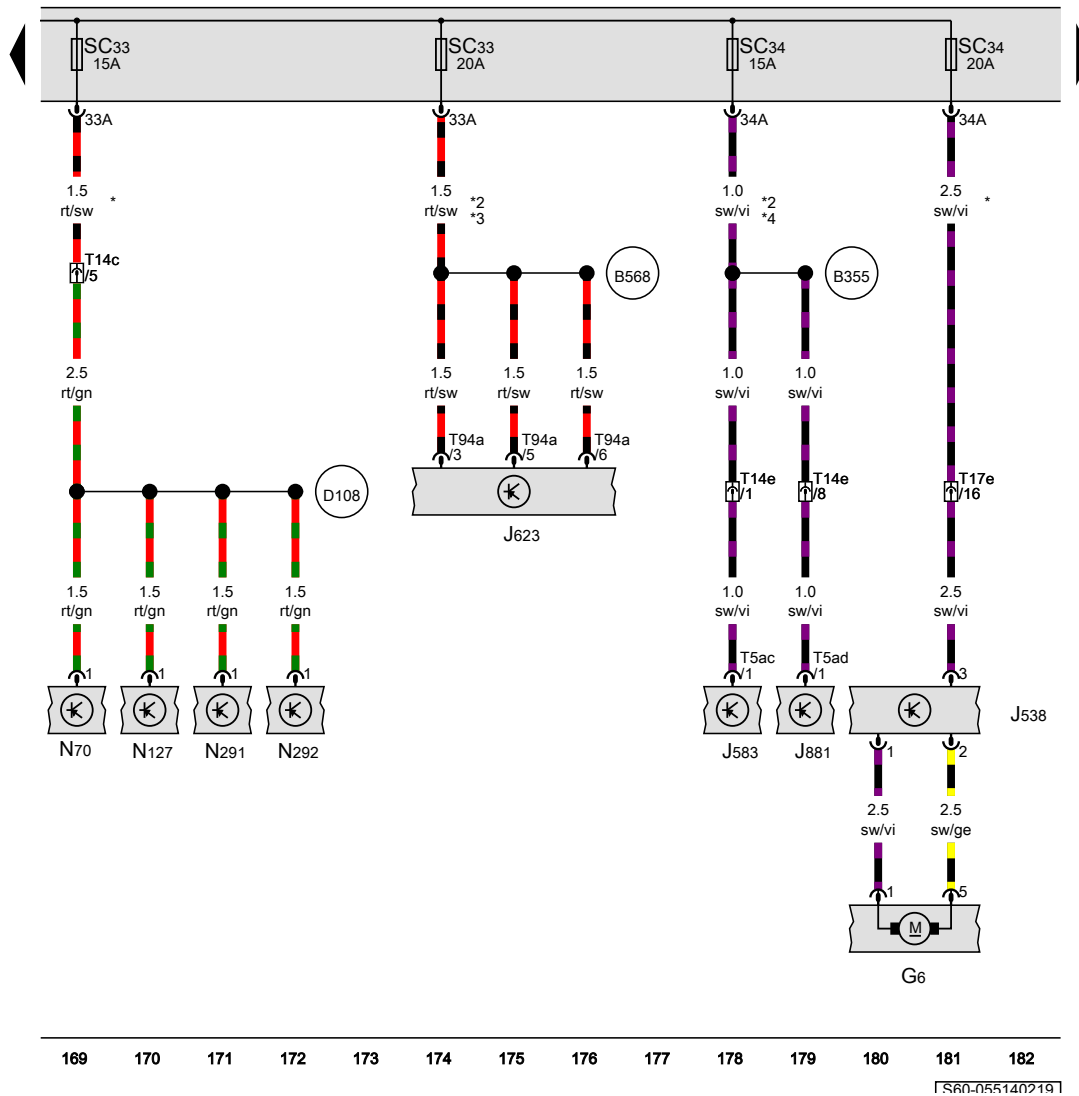 SC33 SC33 SC34 SC34
15A 20A 15A 20A
33A 33A 34A 34A
1.5 1.5 1.0 2.5
rt/sw * rt/sw *2 sw/vi *2 sw/vi *
*3 *4
T14c
/5
B568 B355
2.5 1.5 1.5 1.5 1.0 1.0
rt/gn rt/sw rt/sw rt/sw sw/vi sw/vi
T94a T94a T94a
/3 /5 /6
T14e T14e T17e
/1 /8 /16
D108
J623
1.5 1.5 1.5 1.5 1.0 1.0 2.5
rt/gn rt/gn rt/gn rt/gn sw/vi sw/vi sw/vi
T5ac T5ad
1 1 1 1 /1 /1 3
J538
N70 N127 N291 N292 J583 J881
1 2
2.5 2.5
sw/vi sw/ge
1 5
M
G6
169 170 171 172 173 174 175 176 177 178 179 180 181 182
S60-055140219